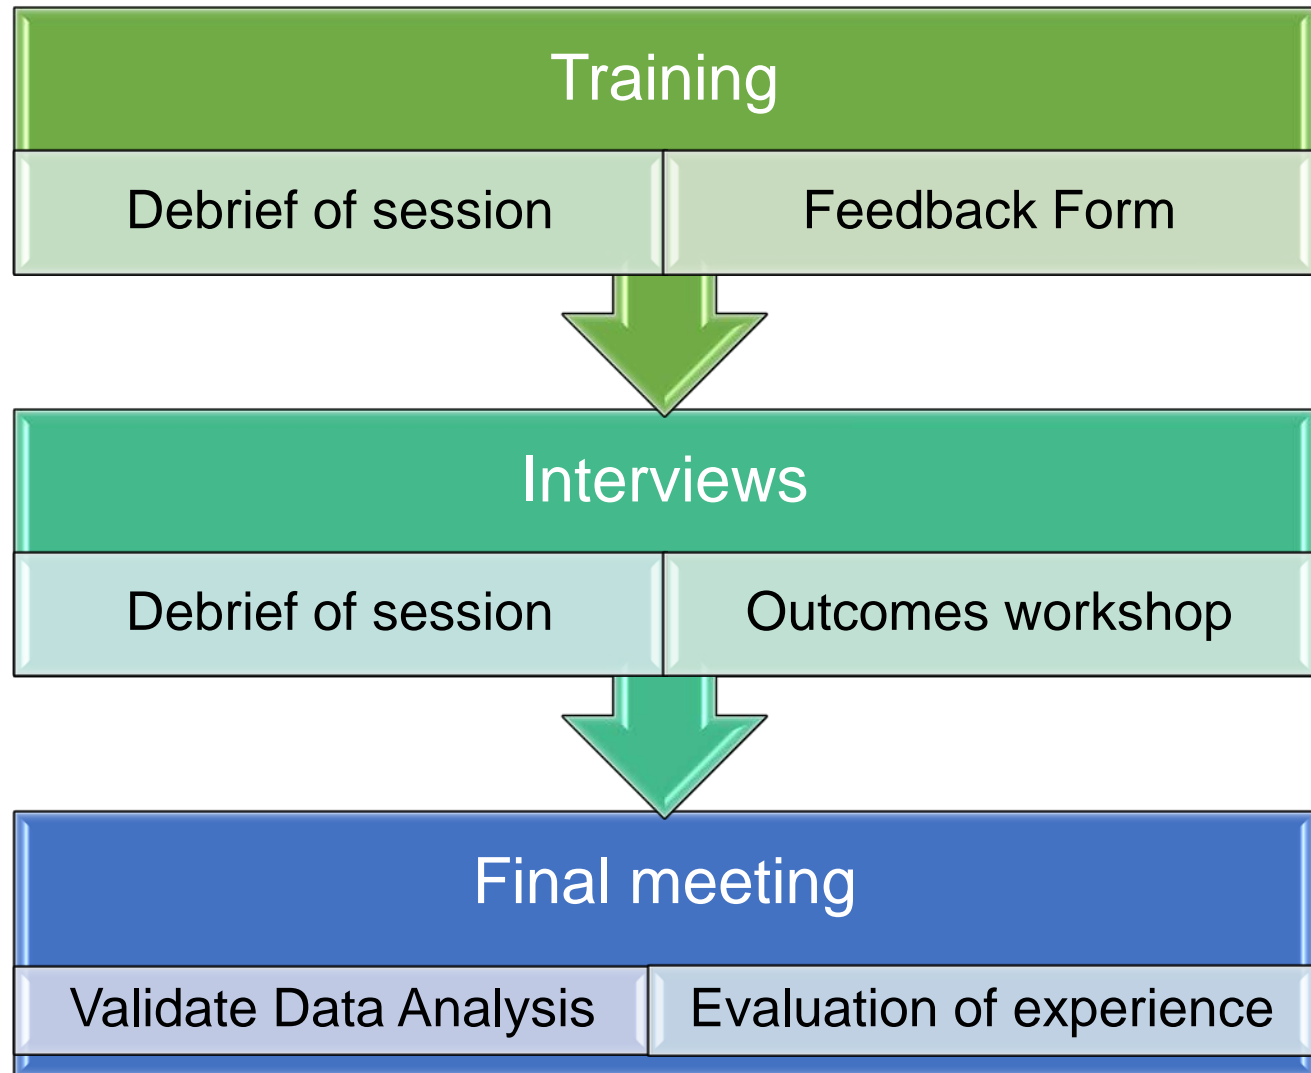 Training
Debrief of session
Feedback Form
Interviews
Debrief of session
Outcomes workshop
Final meeting
Validate Data Analysis
Evaluation of experience